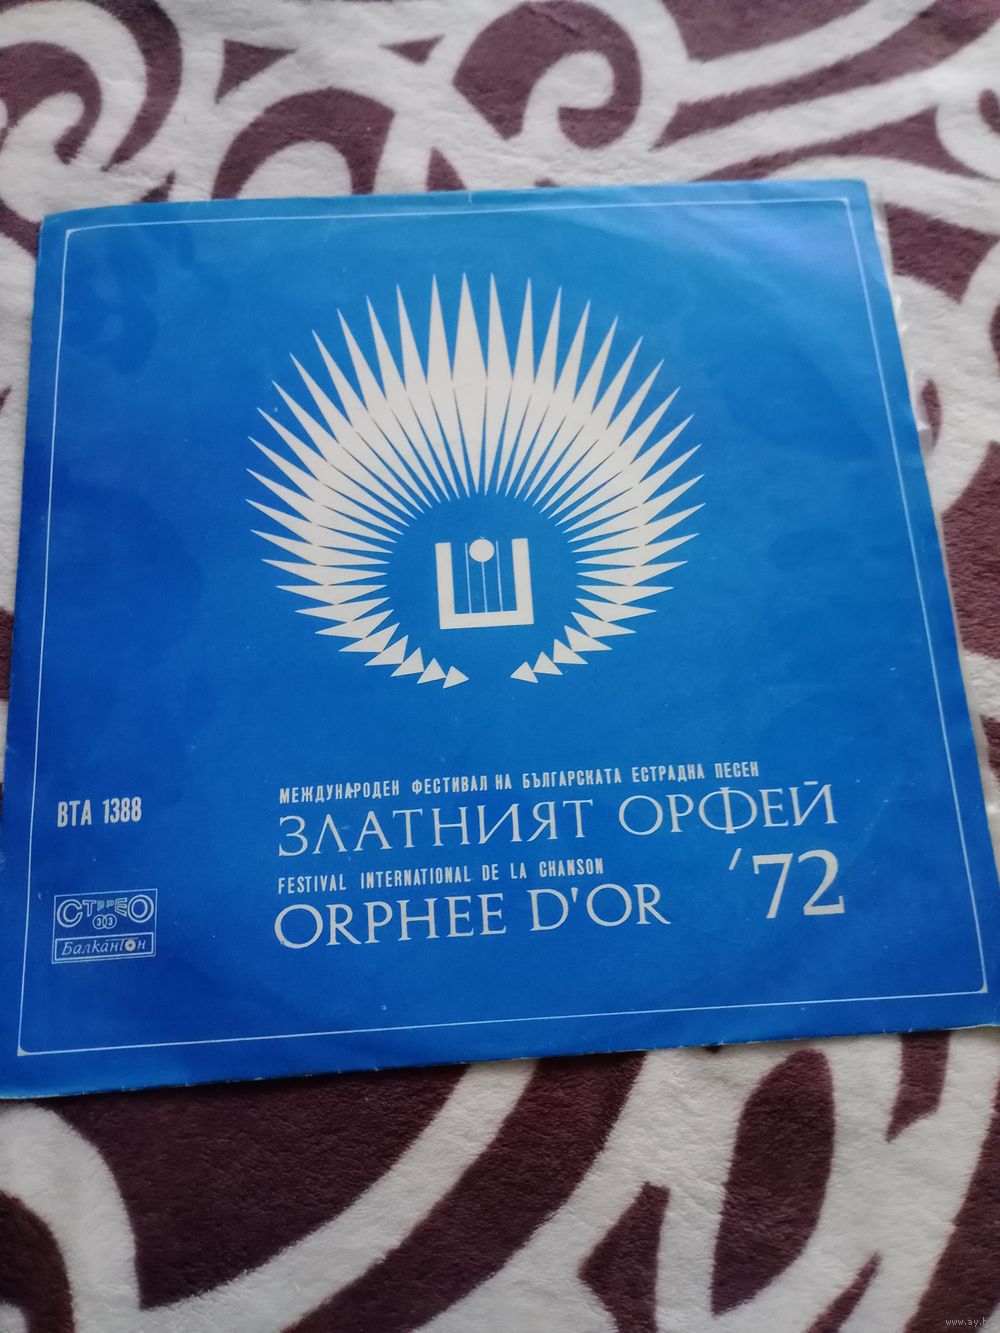 МЕЖДУНАРОДЕН ФЕСТИВАЛ НА БЪЛГАРСКАТА ЕСТРАДНА ПЕСЕН
ЗЛАТНИЯТ ОРФЕЙ
FESTIVAL INTERNATIONAL DE LA CHANSON
ORPHEE D'OR
'72
ВТА 1388
СТЕРЕО
33
Балкантон